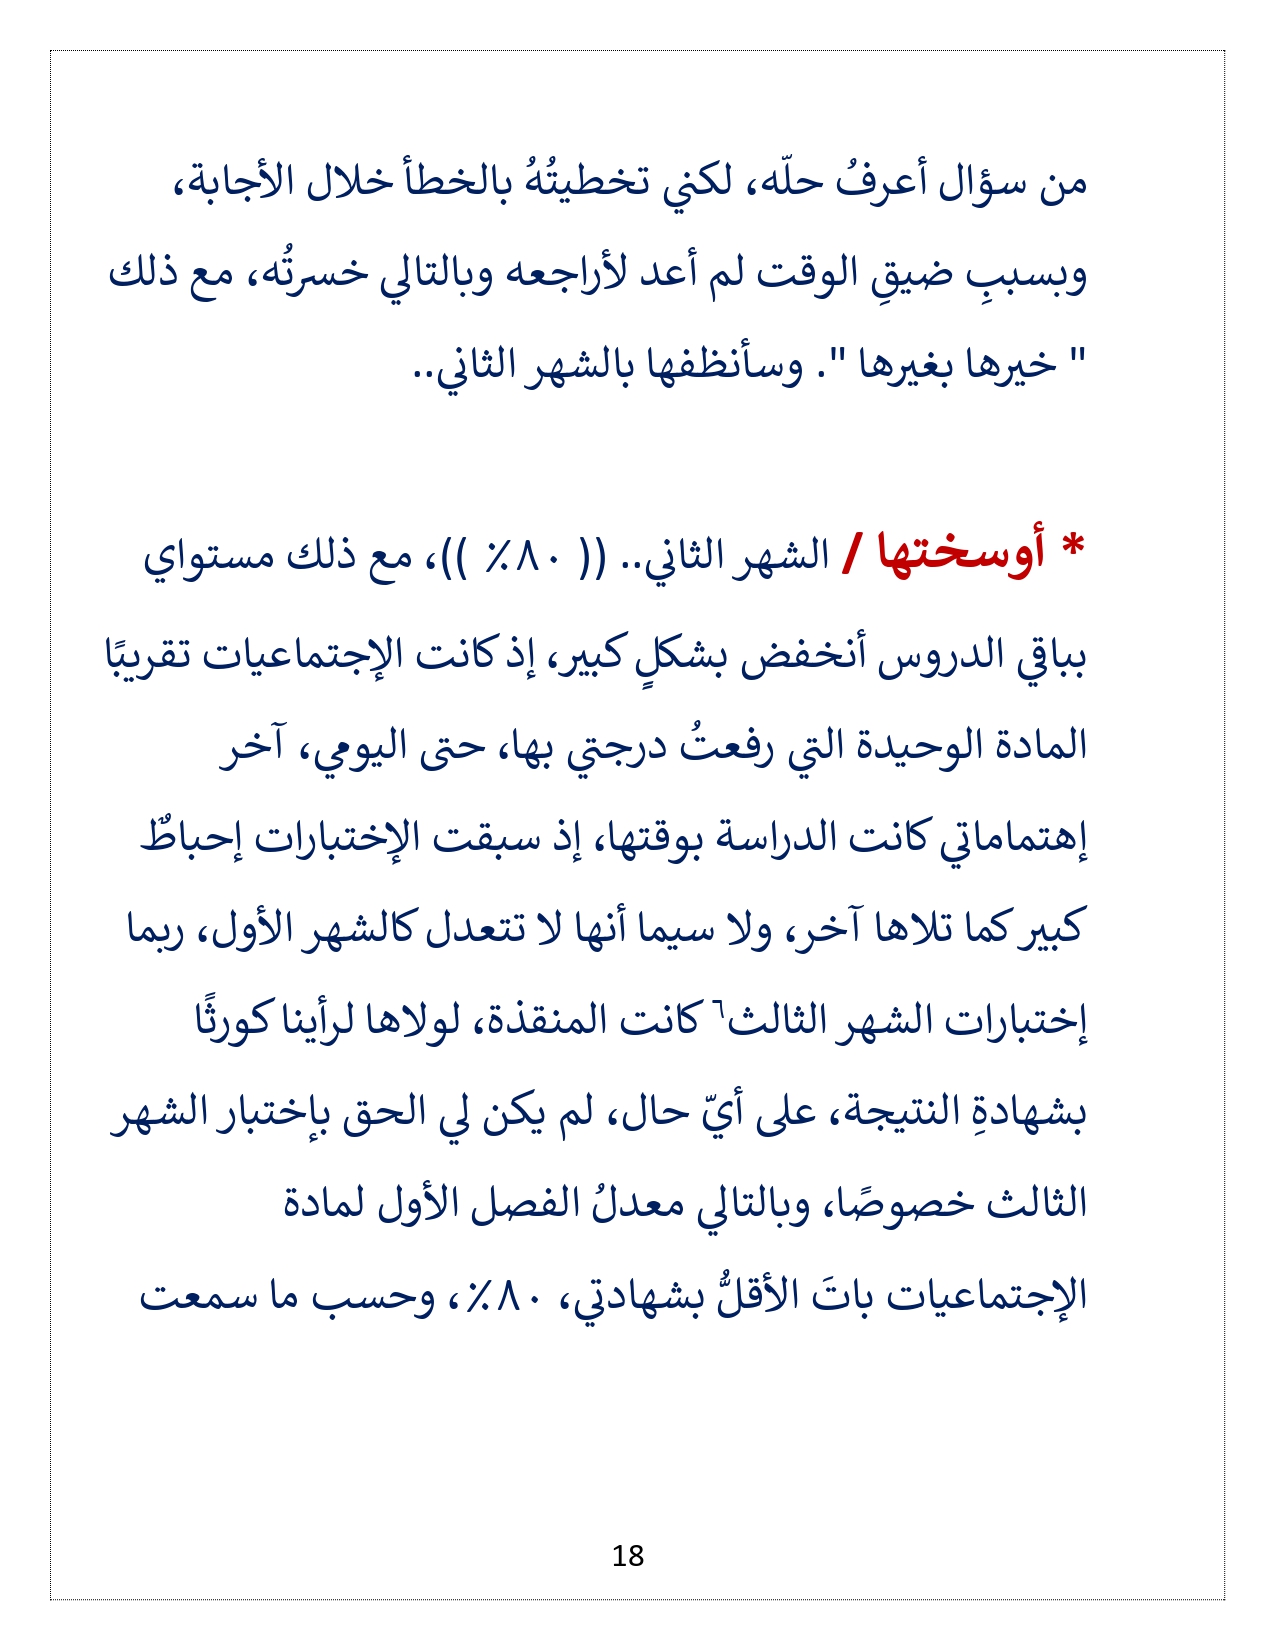 من سؤال أعرفُ حلّه، لكني تخطيتُهُ بالخطأ خلال الأجابة،
وبسببِ ضيقِ الوقت لم أعد لأراجعه وبالتالي خسرتُه، مع ذلك
" خيرها بغيرها ". وسأنظفها بالشهر الثاني..
* أوسختها / الشهر الثاني.. (( ٨٠٪ ))، مع ذلك مستواي
بباقي الدروس أنخفض بشكلٍ كبير، إذ كانت الإجتماعيات تقريبًا
المادة الوحيدة التي رفعتُ درجتي بها، حتى اليومي، آخر
إهتماماتي كانت الدراسة بوقتها، إذ سبقت الإختبارات إحباطٌ
كبير كما تلاها آخر، ولا سيما أنها لا تتعدل كالشهر الأول، ربما
إختبارات الشهر الثالث٦ كانت المنقذة، لولاها لرأينا كورثًا
بشهادةِ النتيجة، على أيّ حال، لم يكن لي الحق بإختبار الشهر
الثالث خصوصًا، وبالتالي معدلُ الفصل الأول لمادة
الإجتماعيات باتَ الأقلُّ بشهادتي، ٨٠٪، وحسب ما سمعت
18